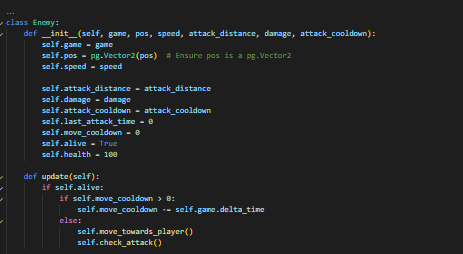 ...
class Enemy:
    def __init__(self, game, pos, speed, attack_distance, damage, attack_cooldown):
        self.game = game
        self.pos = pg.Vector2(pos)  # Ensure pos is a pg.Vector2
        self.speed = speed

        self.attack_distance = attack_distance
        self.damage = damage
        self.attack_cooldown = attack_cooldown
        self.last_attack_time = 0
        self.move_cooldown = 0
        self.alive = True
        self.health = 100

    def update(self):
        if self.alive:
            if self.move_cooldown > 0:
                self.move_cooldown -= self.game.delta_time
            else:
                self.move_towards_player()
                self.check_attack()